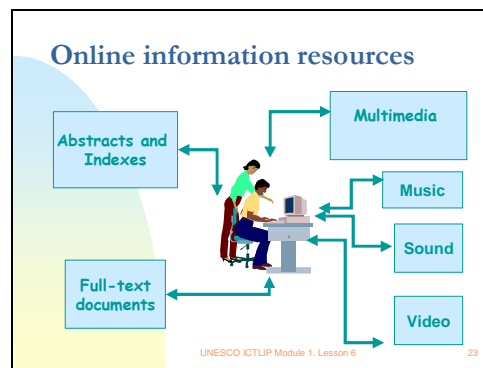 Online information resources
Abstracts and
Indexes
Multimedia
Music
Sound
Full-text
documents
Video
UNESCO ICTLIP Module 1. Lesson 6
23